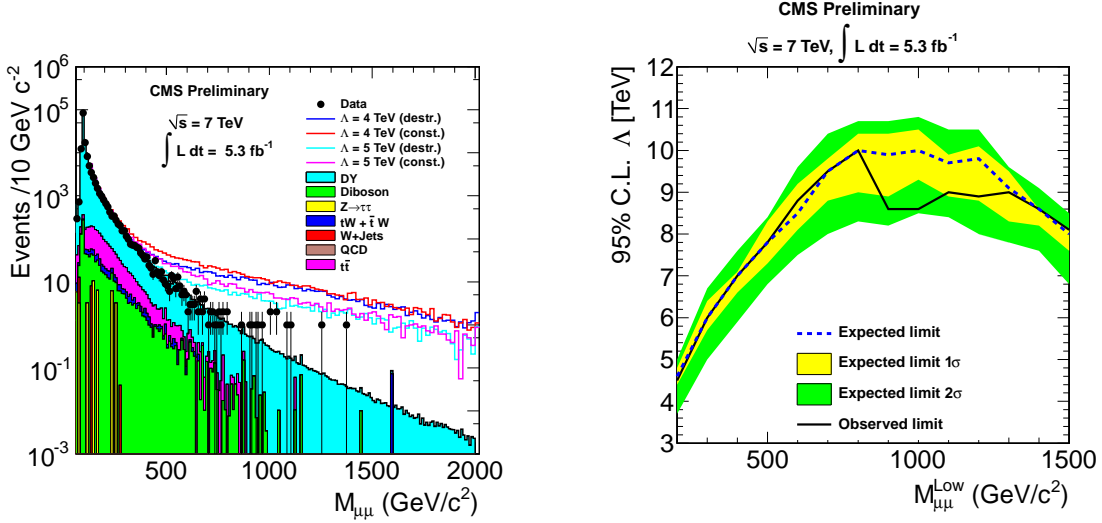 CMS Preliminary
√s = 7 TeV
∫ L dt = 5.3 fb⁻¹
Data
Λ = 4 TeV (destr.)
Λ = 4 TeV (const.)
Λ = 5 TeV (destr.)
Λ = 5 TeV (const.)
DY
Diboson
Z→ττ
tW + t̄ W
W+Jets
QCD
tt̄
Events /10 GeV c⁻²
10⁶
10⁵
10³
10
10⁻¹
10⁻³
500 1000 1500 2000
M_μμ (GeV/c²)
CMS Preliminary
√s = 7 TeV, ∫ L dt = 5.3 fb⁻¹
95% C.L. Λ [TeV]
12
11
10
9
8
7
6
5
4
3
Expected limit
Expected limit 1σ
Expected limit 2σ
Observed limit
500 1000 1500
M_μμ^Low (GeV/c²)